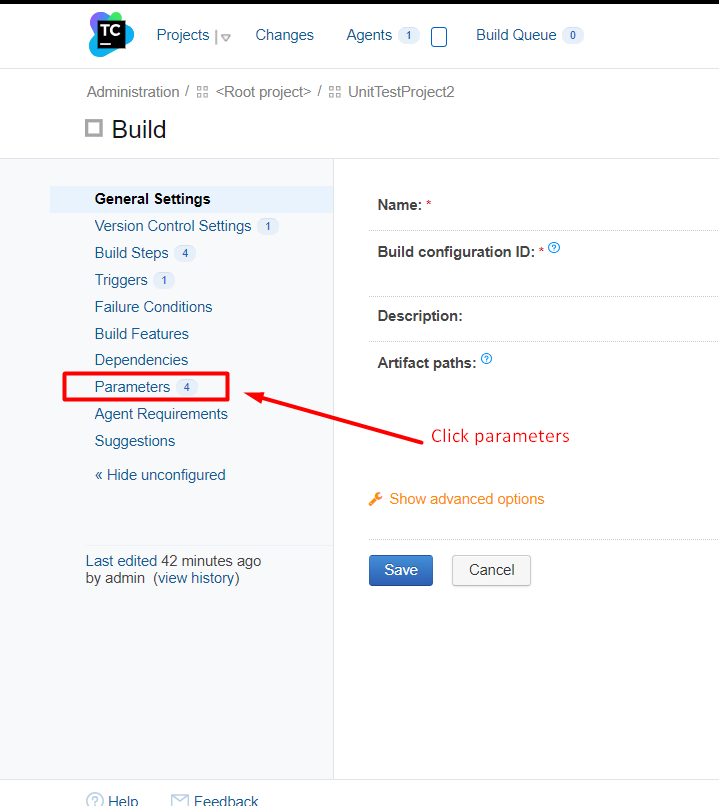 TC
Projects | Changes Agents 1 Build Queue 0
Administration / <Root project> / UnitTestProject2
Build
General Settings
Version Control Settings 1
Build Steps 4
Triggers 1
Failure Conditions
Build Features
Dependencies
Parameters 4
Agent Requirements
Suggestions
« Hide unconfigured
Last edited 42 minutes ago
by admin (view history)
Name: *
Build configuration ID: * ?
Description:
Artifact paths: ?
Click parameters
Show advanced options
Save Cancel
? Help Feedback